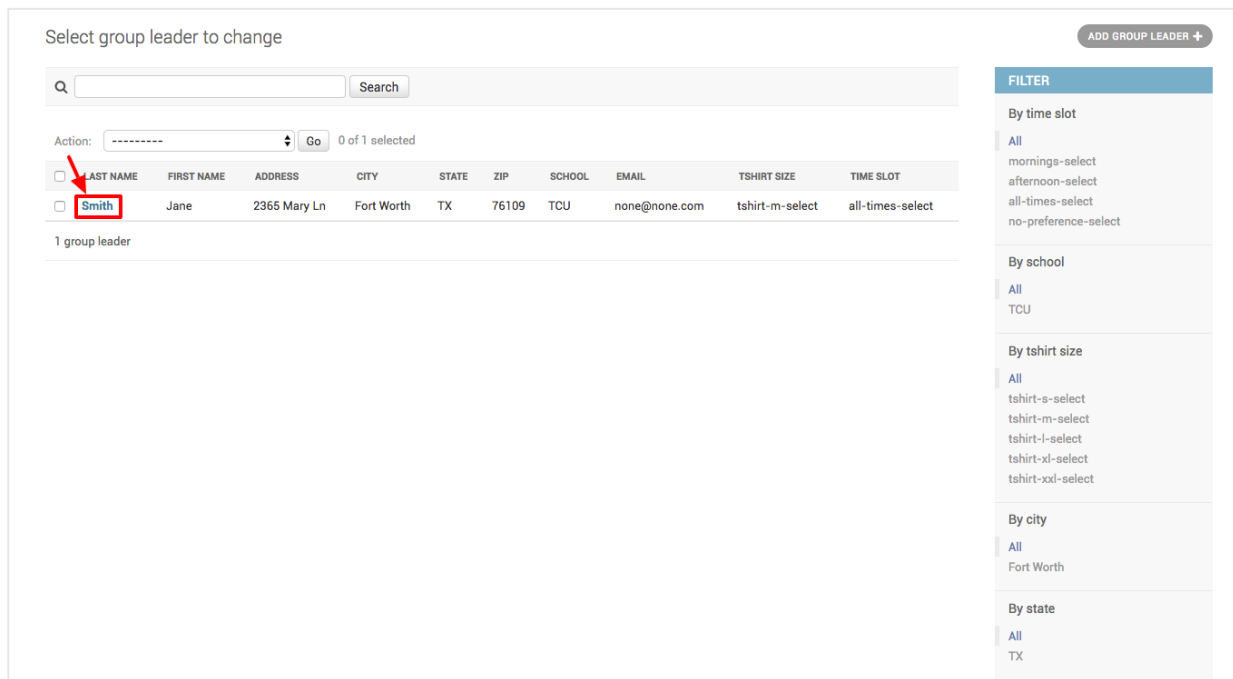 Select group leader to change
ADD GROUP LEADER +
Search
Action: --------- Go 0 of 1 selected
LAST NAME FIRST NAME ADDRESS CITY STATE ZIP SCHOOL EMAIL TSHIRT SIZE TIME SLOT
Smith Jane 2365 Mary Ln Fort Worth TX 76109 TCU none@none.com tshirt-m-select all-times-select
1 group leader
FILTER
By time slot
All
mornings-select
afternoon-select
all-times-select
no-preference-select
By school
All
TCU
By tshirt size
All
tshirt-s-select
tshirt-m-select
tshirt-l-select
tshirt-xl-select
tshirt-xxl-select
By city
All
Fort Worth
By state
All
TX